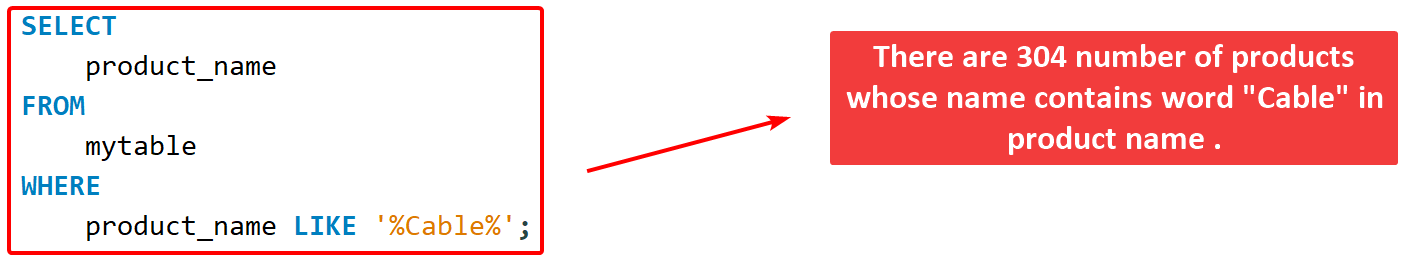 SELECT
    product_name
FROM
    mytable
WHERE
    product_name LIKE '%Cable%';
There are 304 number of products
whose name contains word "Cable" in
product name .